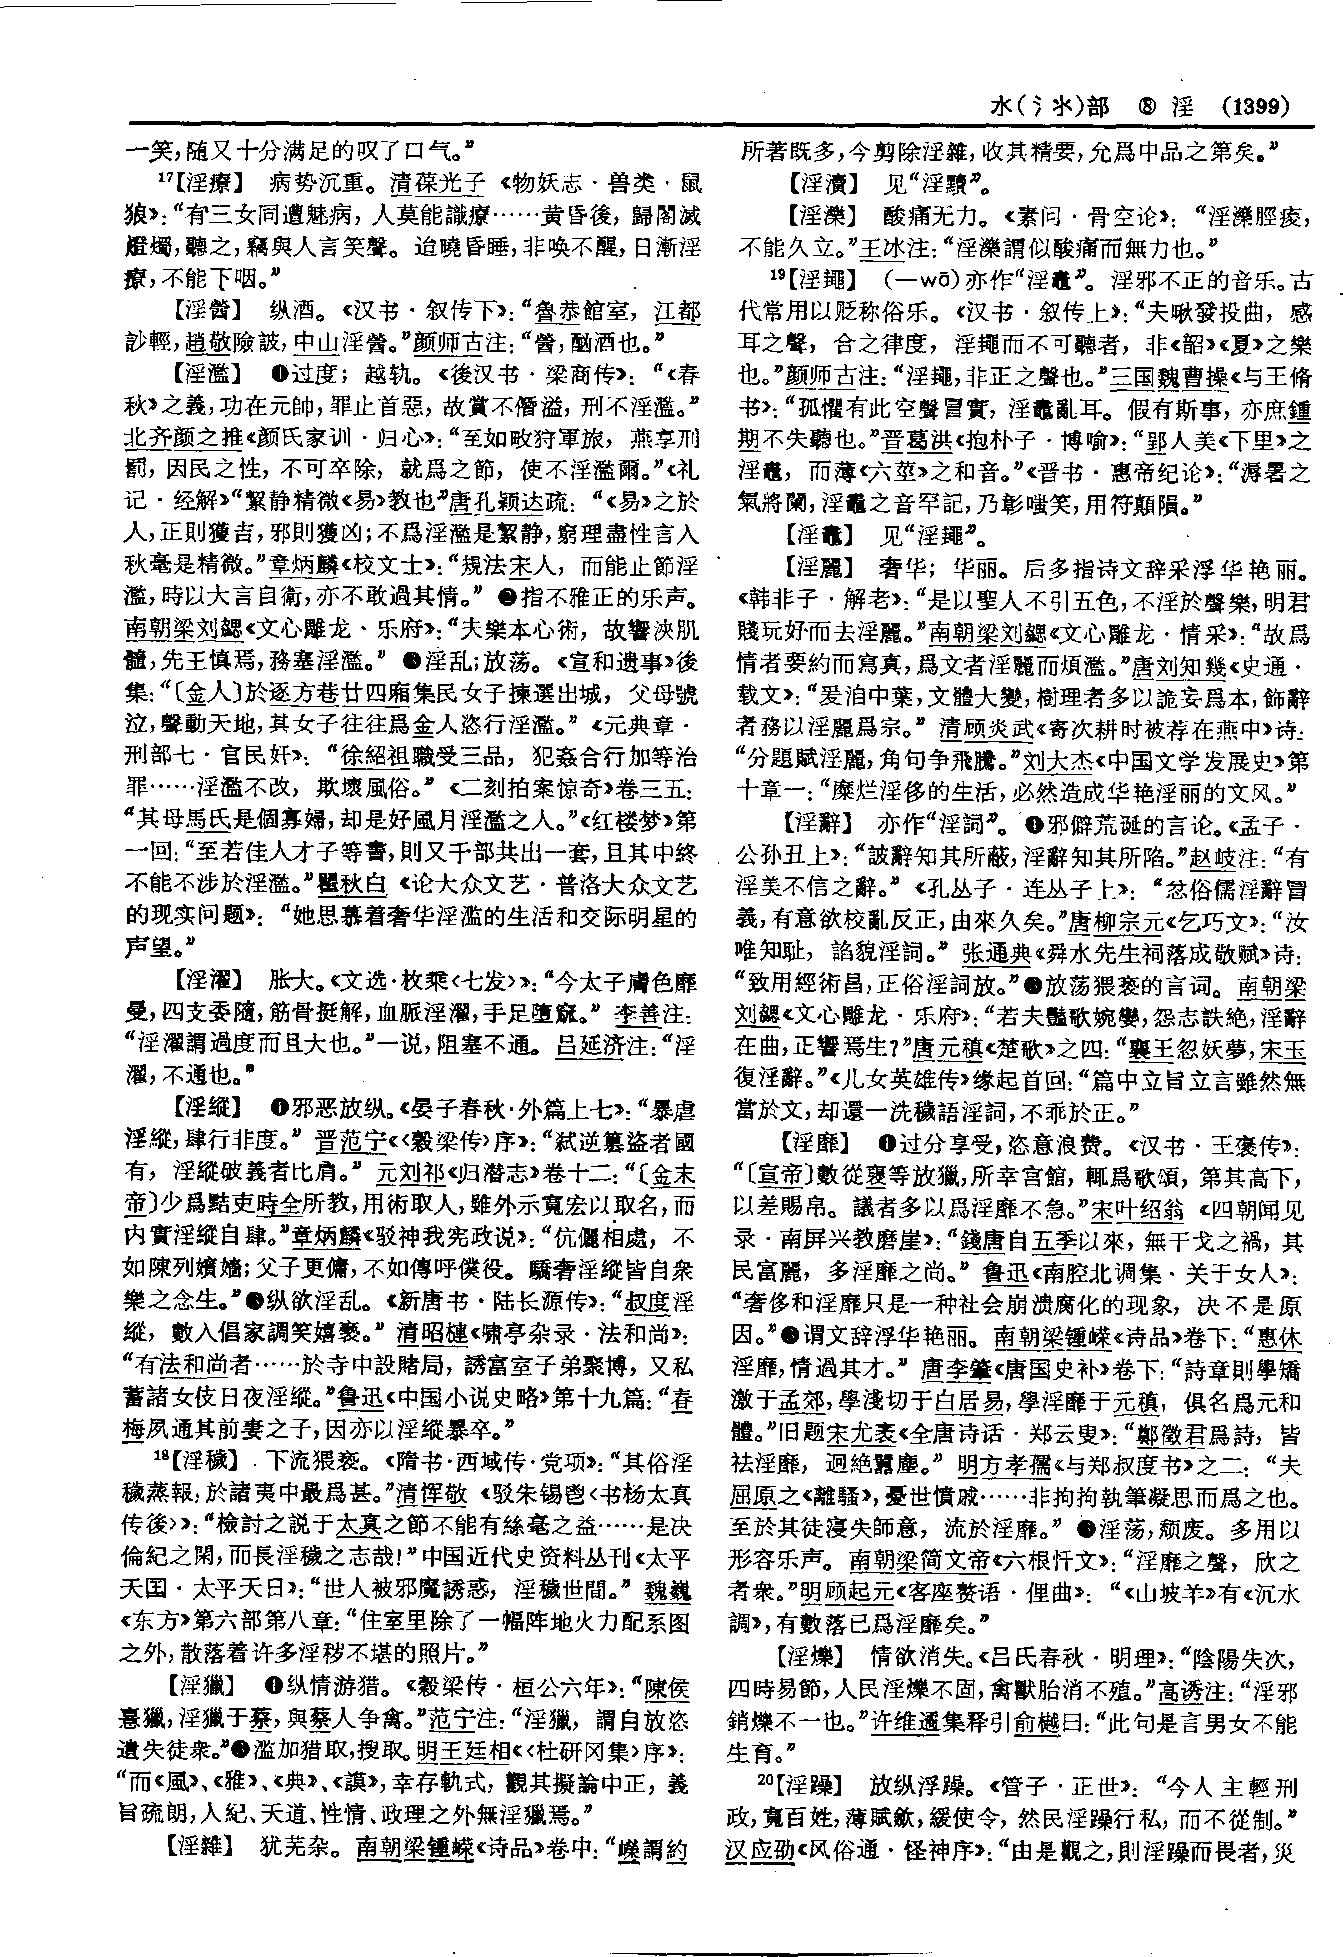 水(氵氺)部　⑧　淫　(1399)
一笑，随又十分满足的叹了口气。”
17【淫療】　病势沉重。清葆光子《物妖志·兽类·鼠
狼》：“有三女同遭魅病，人莫能識療……黄昏後，歸閣滅
燈燭，聽之，竊與人言笑聲。迨曉昏睡，非唤不醒，日漸淫
療，不能下咽。”
【淫䣱】　纵酒。《汉书·叙传下》：“魯恭館室，江都
訬輕，趙敬險詖，中山淫䣱。”颜师古注：“䣱，酗酒也。”
【淫濫】　❶过度；越轨。《後汉书·梁商传》：“《春
秋》之義，功在元帥，罪止首惡，故賞不僭溢，刑不淫濫。”
北齐颜之推《颜氏家训·归心》：“至如畋狩軍旅，燕享刑
罰，因民之性，不可卒除，就爲之節，使不淫濫爾。”《礼
记·经解》“絜静精微《易》教也”唐孔颖达疏：“《易》之於
人，正則獲吉，邪則獲凶；不爲淫濫是絜静，窮理盡性言入
秋毫是精微。”章炳麟《校文士》：“規法宋人，而能止節淫
濫，時以大言自衛，亦不敢過其情。”❷指不雅正的乐声。
南朝梁刘勰《文心雕龙、乐府》：“夫樂本心術，故響浹肌
髓，先王慎焉，務塞淫濫。”❸淫乱；放荡。《宣和遗事》後
集：“〔金人〕於逐方巷廿四廂集民女子揀選出城，父母號
泣，聲動天地，其女子往往爲金人恣行淫濫。”《元典章·
刑部七·官民奸》：“徐紹祖職受三品，犯姦合行加等治
罪……淫濫不改，欺壞風俗。”《二刻拍案惊奇》卷三五：
“其母馬氏是個寡婦，却是好風月淫濫之人。”《红楼梦》第
一回：“至若佳人才子等書，則又千部共出一套，且其中終
不能不涉於淫濫。”瞿秋白《论大众文艺·普洛大众文艺
的现实问题》：“她思慕着奢华淫滥的生活和交际明星的
声望。”
【淫濯】　胀大。《文选·枚乘〈七发〉》：“今太子膚色靡
曼，四支委隨，筋骨挺解，血脈淫濯，手足墮窳。”李善注：
“淫濯謂過度而且大也。”一说，阻塞不通。吕延济注：“淫
濯，不通也。”
【淫縱】　❶邪恶放纵。《晏子春秋·外篇上七》：“暴虐
淫縱，肆行非度。”晋范宁《〈穀梁传〉序》：“弑逆篡盗者國
有，淫縱破義者比肩。”元刘祁《归潜志》卷十二：“〔金末
帝〕少爲黠吏時全所教，用術取人，雖外示寬宏以取名，而
内實淫縱自肆。”章炳麟《驳神我宪政说》：“伉儷相處，不
如陳列嬪嬙；父子更傭，不如傳呼僕役。驕奢淫縱皆自衆
樂之念生。”❷纵欲淫乱。《新唐书·陆长源传》：“叔度淫
縱，數入倡家調笑嬉褻。”清昭槤《啸亭杂录·法和尚》：
“有法和尚者……於寺中設賭局，誘富室子弟聚博，又私
蓄諸女伎日夜淫縱。”鲁迅《中国小说史略》第十九篇：“春
梅夙通其前妻之子，因亦以淫縱暴卒。”
18【淫穢】　下流猥亵。《隋书·西域传·党项》：“其俗淫
穢蒸報，於諸夷中最爲甚。”清恽敬《驳朱锡鬯〈书杨太真
传後〉》：“檢討之説于太真之節不能有絲毫之益……是决
倫紀之閑，而長淫穢之志哉！”中国近代史资料丛刊《太平
天国·太平天日》：“世人被邪魔誘惑，淫穢世間。”魏巍
《东方》第六部第八章：“住室里除了一幅阵地火力配系图
之外，散落着许多淫秽不堪的照片。”
【淫獵】　❶纵情游猎。《穀梁传·桓公六年》：“陳侯
憙獵，淫獵于蔡，與蔡人争禽。”范宁注：“淫獵，謂自放恣
遺失徒衆。”❷滥加猎取，搜取。明王廷相《〈杜研冈集〉序》：
“而《風》、《雅》、《典》、《謨》，幸存軌式，觀其擬論中正，義
旨疏朗，人紀、天道、性情、政理之外無淫獵焉。”
【淫雜】　犹芜杂。南朝梁锺嵘《诗品》卷中：“嶸謂約
所著既多，今剪除淫雜，收其精要，允爲中品之第矣。”
【淫瀆】　见“淫黷”。
【淫濼】　酸痛无力。《素问·骨空论》：“淫濼脛痠，
不能久立。”王冰注：“淫濼謂似酸痛而無力也。”
19【淫䵷】　(—wā)亦作“淫鼃”。淫邪不正的音乐。古
代常用以贬称俗乐。《汉书·叙传上》：“夫啾發投曲，感
耳之聲，合之律度，淫䵷而不可聽者，非《韶》《夏》之樂
也。”颜师古注：“淫䵷，非正之聲也。”三国魏曹操《与王脩
书》：“孤懼有此空聲冒實，淫鼃亂耳。假有斯事，亦庶鍾
期不失聽也。”晋葛洪《抱朴子·博喻》：“郢人美《下里》之
淫鼃，而薄《六莖》之和音。”《晋书·惠帝纪论》：“溽暑之
氣將闌，淫鼃之音罕記，乃彰嗤笑，用符顛隕。”
【淫鼃】　见“淫䵷”。
【淫麗】　奢华；华丽。后多指诗文辞采浮华艳丽。
《韩非子·解老》：“是以聖人不引五色，不淫於聲樂，明君
賤玩好而去淫麗。”南朝梁刘勰《文心雕龙·情采》：“故爲
情者要約而寫真，爲文者淫麗而煩濫。”唐刘知幾《史通·
载文》：“爰洎中葉，文體大變，樹理者多以詭妄爲本，飾辭
者務以淫麗爲宗。”清顾炎武《寄次耕时被荐在燕中》诗：
“分題賦淫麗，角句争飛騰。”刘大杰《中国文学发展史》第
十章一：“糜烂淫侈的生活，必然造成华艳淫丽的文风。”
【淫辭】　亦作“淫詞”。❶邪僻荒诞的言论。《孟子·
公孙丑上》：“詖辭知其所蔽，淫辭知其所陷。”赵岐注：“有
淫美不信之辭。”《孔丛子·连丛子上》：“忿俗儒淫辭冒
義，有意欲校亂反正，由來久矣。”唐柳宗元《乞巧文》：“汝
唯知耻，諂貌淫詞。”张通典《舜水先生祠落成敬赋》诗：
“致用經術昌，正俗淫詞放。”❷放荡猥亵的言词。南朝梁
刘勰《文心雕龙·乐府》：“若夫豔歌婉孌，怨志訣絶，淫辭
在曲，正響焉生？”唐元稹《楚歌》之四：“襄王忽妖夢，宋玉
復淫辭。”《儿女英雄传》缘起首回：“篇中立旨立言雖然無
當於文，却還一洗穢語淫詞，不乖於正。”
【淫靡】　❶过分享受，恣意浪费。《汉书·王褒传》：
“〔宣帝〕數從褒等放獵，所幸宫館，輒爲歌頌，第其高下，
以差賜帛。議者多以爲淫靡不急。”宋叶绍翁《四朝闻见
录·南屏兴教磨崖》：“錢唐自五季以來，無干戈之禍，其
民富麗，多淫靡之尚。”鲁迅《南腔北调集·关于女人》：
“奢侈和淫靡只是一种社会崩溃腐化的现象，决不是原
因。”❷谓文辞浮华艳丽。南朝梁锺嵘《诗品》卷下：“惠休
淫靡，情過其才。”唐李肇《唐国史补》卷下：“詩章則學矯
激于孟郊，學淺切于白居易，學淫靡于元稹，俱名爲元和
體。”旧题宋尤袤《全唐诗话·郑云叟》：“鄭徵君爲詩，皆
祛淫靡，迥絶囂塵。”明方孝孺《与郑叔度书》之二：“夫
屈原之《離騷》，憂世憤戚……非拘拘執筆凝思而爲之也。
至於其徒寖失師意，流於淫靡。”❸淫荡，颓废。多用以
形容乐声。南朝梁简文帝《六根忏文》：“淫靡之聲，欣之
者衆。”明顾起元《客座赘语·俚曲》：“《山坡羊》有《沉水
調》，有數落已爲淫靡矣。”
【淫爍】　情欲消失。《吕氏春秋·明理》：“陰陽失次，
四時易節，人民淫爍不固，禽獸胎消不殖。”高诱注：“淫邪
銷爍不一也。”许维遹集释引俞樾曰：“此句是言男女不能
生育。”
20【淫躁】　放纵浮躁。《管子·正世》：“今人主輕刑
政，寬百姓，薄賦斂，緩使令，然民淫躁行私，而不從制。”
汉应劭《风俗通·怪神序》：“由是觀之，則淫躁而畏者，災